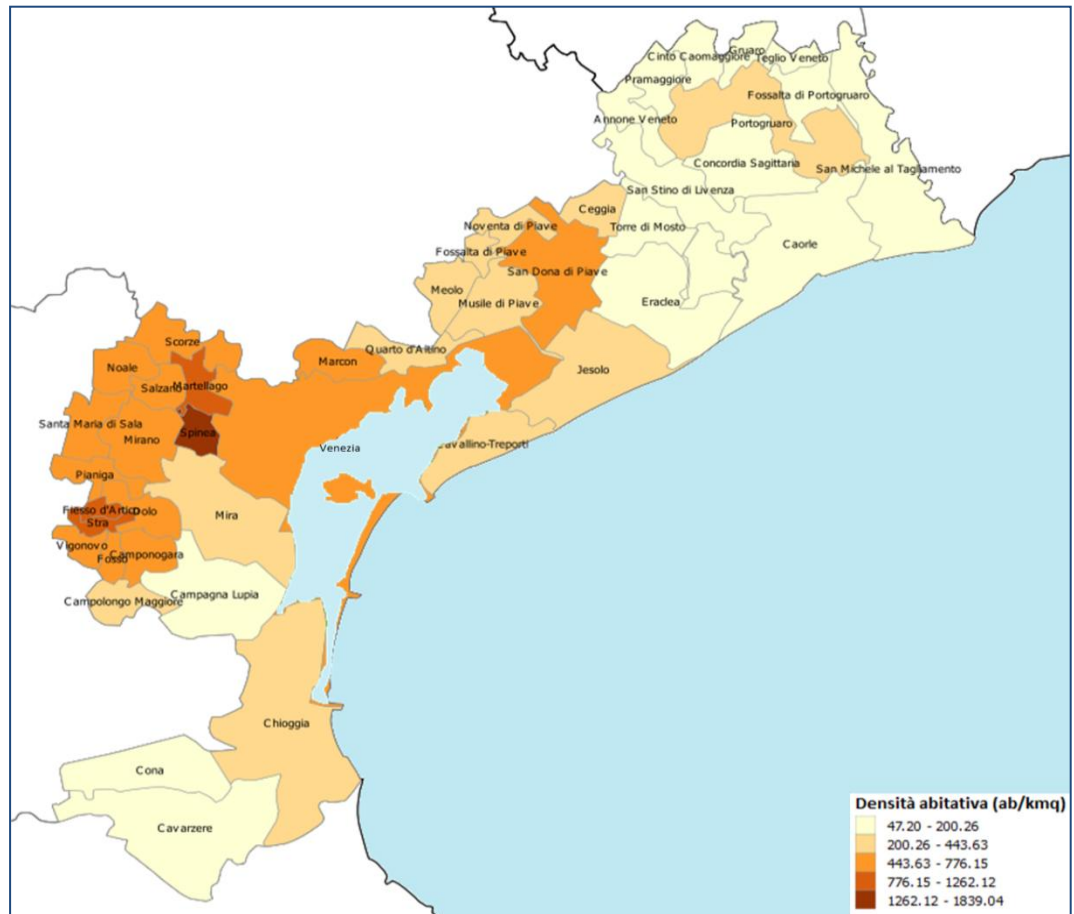 Gruaro
Cinto Caomaggiore
Teglio Veneto
Pramaggiore
Fossalta di Portogruaro
Annone Veneto
Portogruaro
Concordia Sagittaria
San Michele al Tagliamento
San Stino di Livenza
Ceggia
Noventa di Piave
Torre di Mosto
Caorle
Fossalta di Piave
San Dona di Piave
Meolo
Musile di Piave
Eraclea
Scorze
Quarto d'Altino
Marcon
Noale
Jesolo
Martellago
Salzano
Santa Maria di Sala
Spinea
Mirano
Venezia
Cavallino-Treporti
Pianiga
Fiesso d'Artico
Dolo
Mira
Stra
Vigonovo
Camponogara
Fosso
Campagna Lupia
Campolongo Maggiore
Chioggia
Cona
Cavarzere
Densità abitativa (ab/kmq)
47.20 - 200.26
200.26 - 443.63
443.63 - 776.15
776.15 - 1262.12
1262.12 - 1839.04